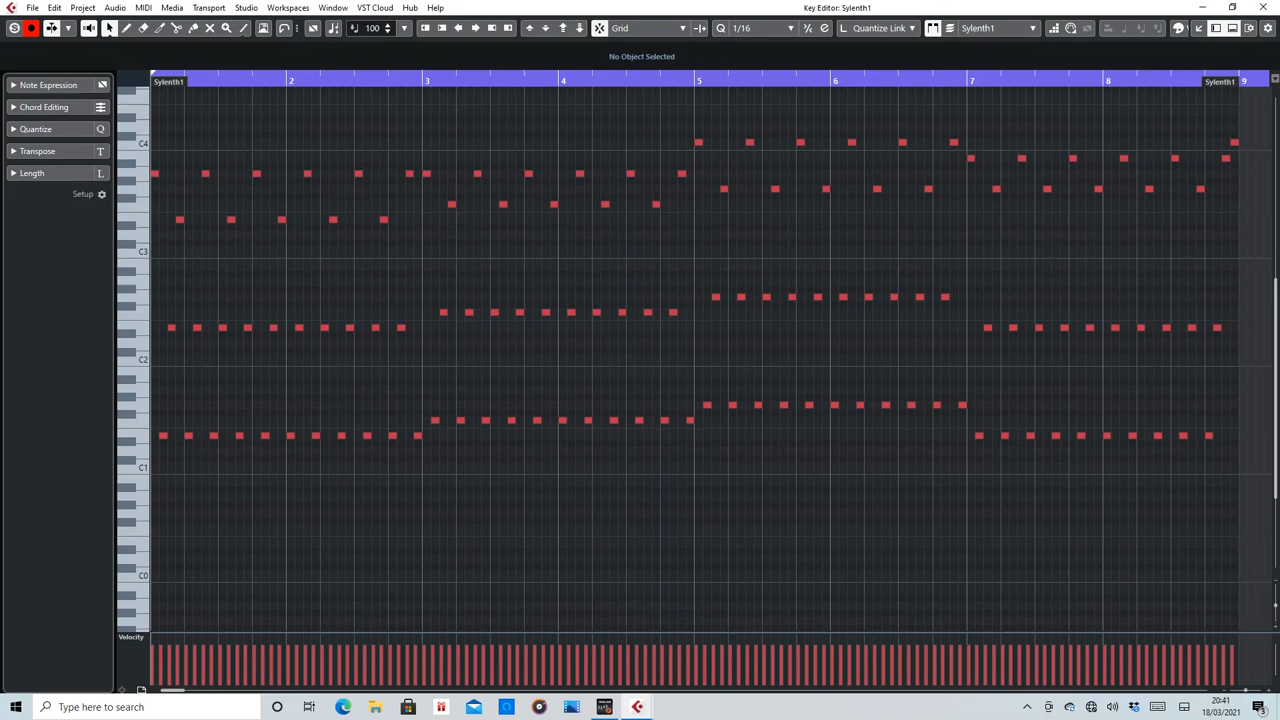 File Edit Project Audio MIDI Media Transport Studio Workspaces Window VST Cloud Hub Help Key Editor: Sylenth1
100 Grid Q 1/16 Quantize Link Sylenth1
No Object Selected
2 3 4 5 6 7 8 9
Sylenth1 Sylenth1
Note Expression
Chord Editing
Quantize Q
Transpose T
Length L
Setup
C4
C3
C2
C1
C0
Velocity
Type here to search
20:41
18/03/2021
3